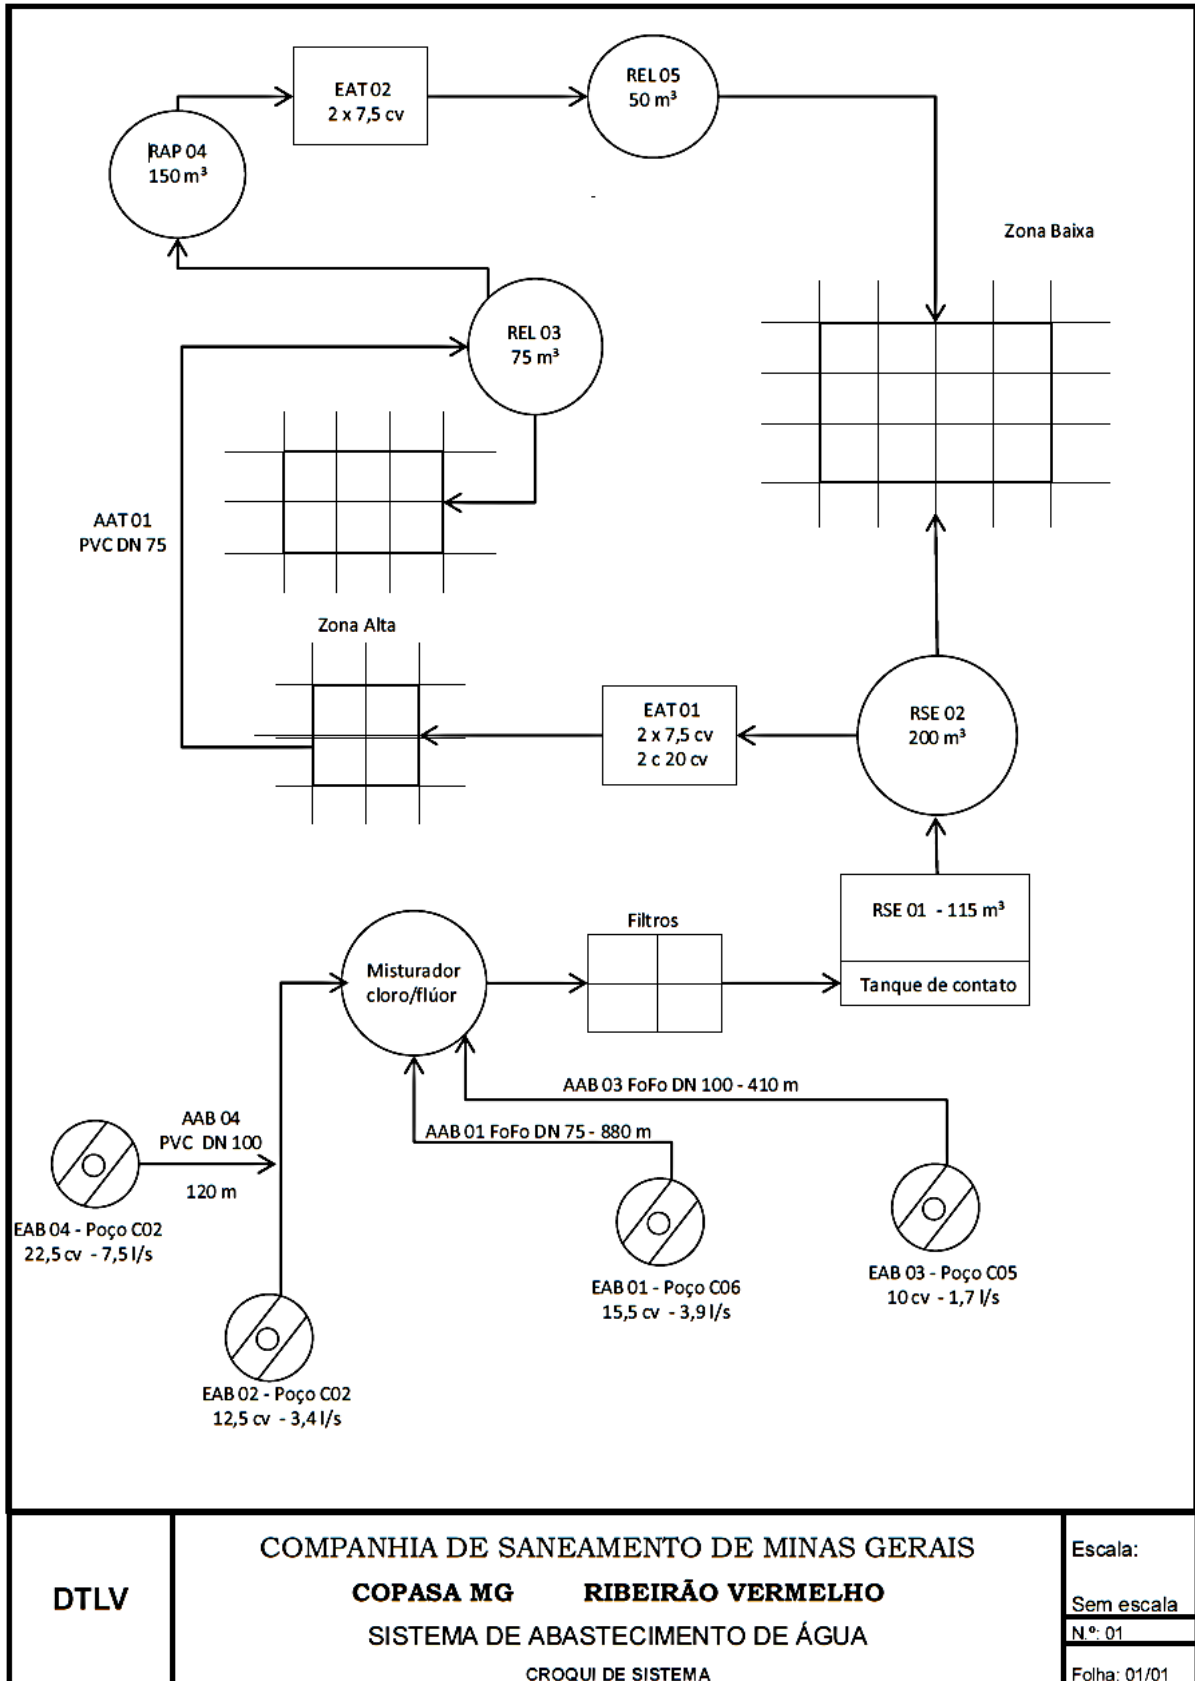 EAT 02
2 x 7,5 cv
REL 05
50 m³
RAP 04
150 m³
Zona Baixa
REL 03
75 m³
AAT 01
PVC DN 75
Zona Alta
EAT 01
2 x 7,5 cv
2 c 20 cv
RSE 02
200 m³
RSE 01 - 115 m³
Tanque de contato
Filtros
Misturador
cloro/flúor
AAB 03 FoFo DN 100 - 410 m
AAB 01 FoFo DN 75 - 880 m
AAB 04
PVC DN 100
120 m
EAB 04 - Poço C02
22,5 cv - 7,5 l/s
EAB 01 - Poço C06
15,5 cv - 3,9 l/s
EAB 03 - Poço C05
10 cv - 1,7 l/s
EAB 02 - Poço C02
12,5 cv - 3,4 l/s
DTLV
COMPANHIA DE SANEAMENTO DE MINAS GERAIS
COPASA MG RIBEIRÃO VERMELHO
SISTEMA DE ABASTECIMENTO DE ÁGUA
CROQUI DE SISTEMA
Escala:
Sem escala
N.º: 01
Folha: 01/01